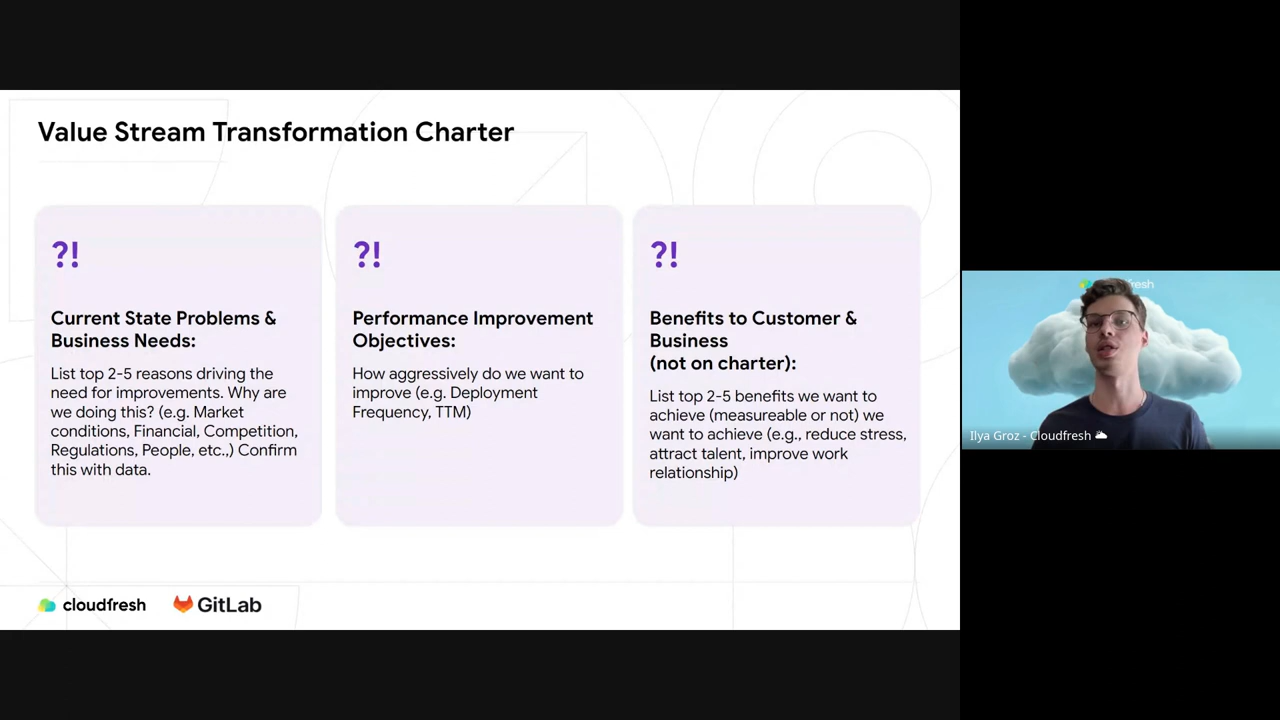 Value Stream Transformation Charter
?!
Current State Problems &
Business Needs:
List top 2-5 reasons driving the
need for improvements. Why are
we doing this? (e.g. Market
conditions, Financial, Competition,
Regulations, People, etc.,) Confirm
this with data.
?!
Performance Improvement
Objectives:
How aggressively do we want to
improve (e.g. Deployment
Frequency, TTM)
?!
Benefits to Customer &
Business
(not on charter):
List top 2-5 benefits we want to
achieve (measureable or not) we
want to achieve (e.g., reduce stress,
attract talent, improve work
relationship)
cloudfresh
GitLab
Ilya Groz - Cloudfresh